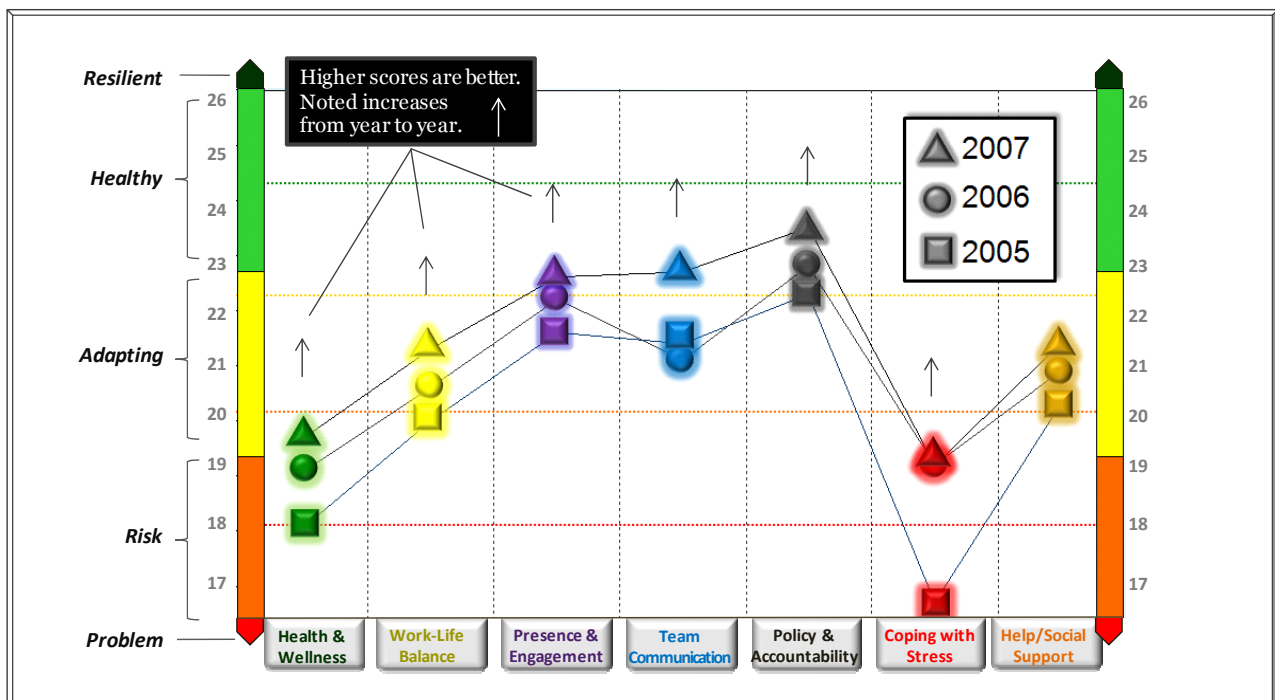 Resilient
Healthy
Adapting
Risk
Problem
26
25
24
23
22
21
20
19
18
17
Higher scores are better.
Noted increases
from year to year.
2007
2006
2005
26
25
24
23
22
21
20
19
18
17
Health &
Wellness
Work-Life
Balance
Presence &
Engagement
Team
Communication
Policy &
Accountability
Coping with
Stress
Help/Social
Support